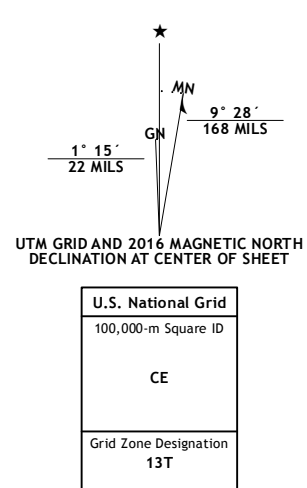 ★
MN
9° 28´
168 MILS
GN
1° 15´
22 MILS
UTM GRID AND 2016 MAGNETIC NORTH
DECLINATION AT CENTER OF SHEET
U.S. National Grid
100,000-m Square ID
CE
Grid Zone Designation
13T